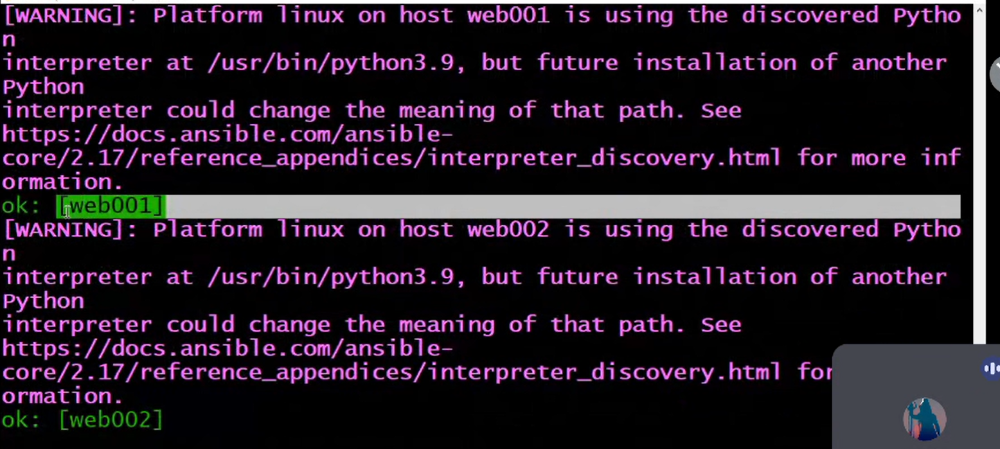 [WARNING]: Platform linux on host web001 is using the discovered Pytho
n
interpreter at /usr/bin/python3.9, but future installation of another
Python
interpreter could change the meaning of that path. See
https://docs.ansible.com/ansible-
core/2.17/reference_appendices/interpreter_discovery.html for more inf
ormation.
ok: [web001]
[WARNING]: Platform linux on host web002 is using the discovered Pytho
n
interpreter at /usr/bin/python3.9, but future installation of another
Python
interpreter could change the meaning of that path. See
https://docs.ansible.com/ansible-
core/2.17/reference_appendices/interpreter_discovery.html for
ormation.
ok: [web002]